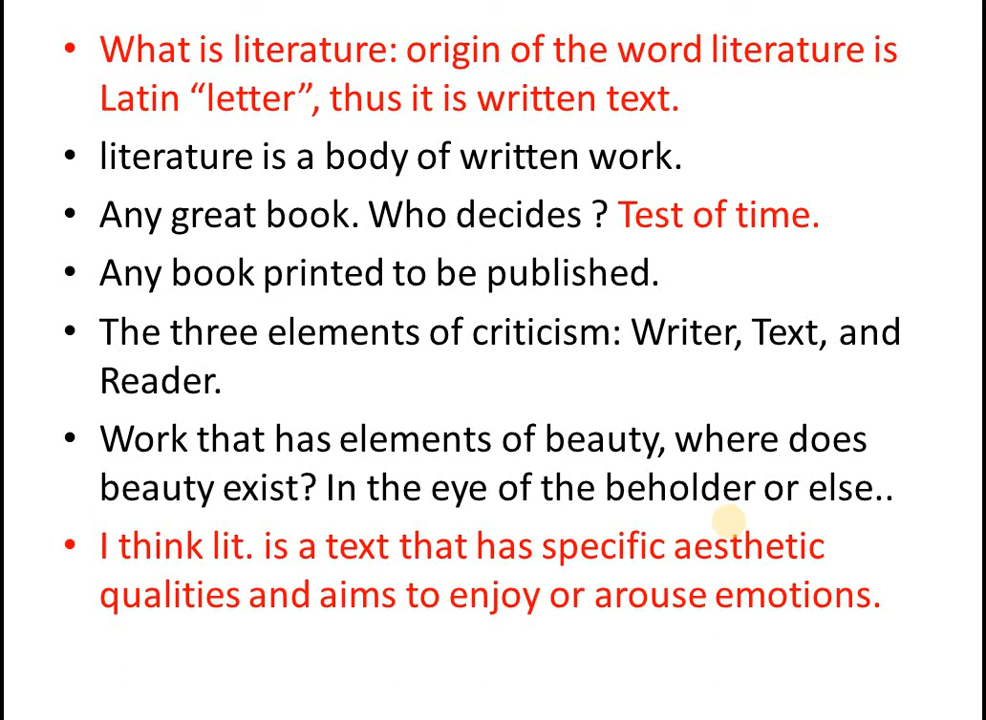 • What is literature: origin of the word literature is
Latin “letter”, thus it is written text.
• literature is a body of written work.
• Any great book. Who decides ? Test of time.
• Any book printed to be published.
• The three elements of criticism: Writer, Text, and
Reader.
• Work that has elements of beauty, where does
beauty exist? In the eye of the beholder or else..
• I think lit. is a text that has specific aesthetic
qualities and aims to enjoy or arouse emotions.